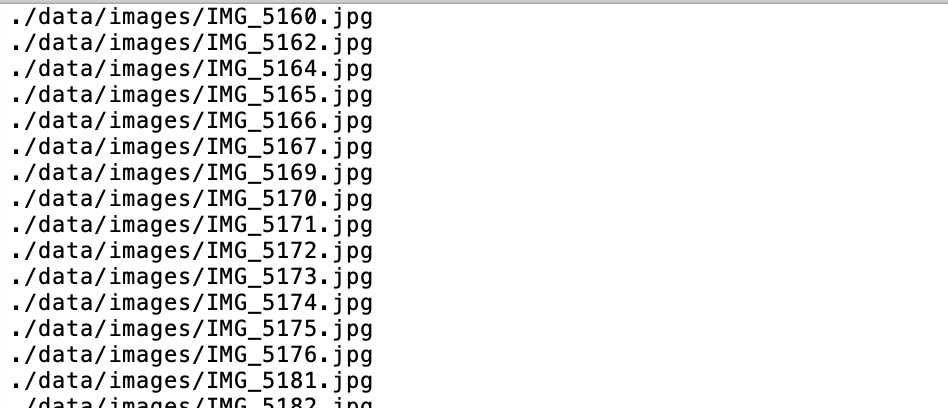 ./data/images/IMG_5160.jpg
./data/images/IMG_5162.jpg
./data/images/IMG_5164.jpg
./data/images/IMG_5165.jpg
./data/images/IMG_5166.jpg
./data/images/IMG_5167.jpg
./data/images/IMG_5169.jpg
./data/images/IMG_5170.jpg
./data/images/IMG_5171.jpg
./data/images/IMG_5172.jpg
./data/images/IMG_5173.jpg
./data/images/IMG_5174.jpg
./data/images/IMG_5175.jpg
./data/images/IMG_5176.jpg
./data/images/IMG_5181.jpg
./data/images/IMG_5182.jpg